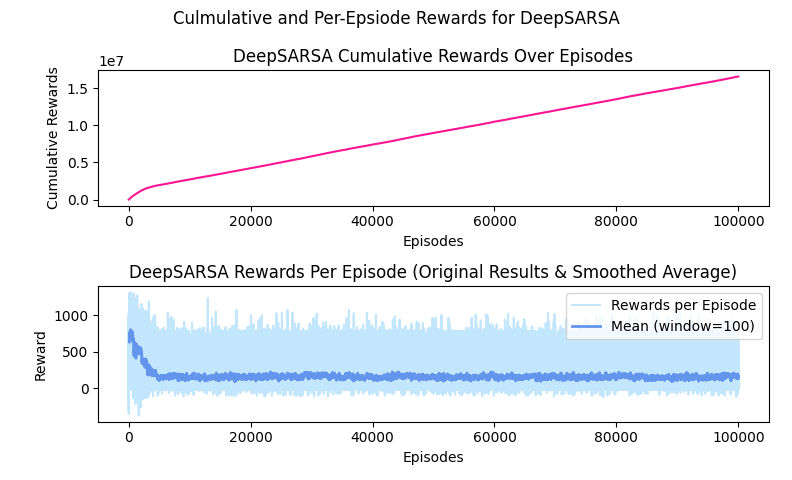 Culmulative and Per-Epsiode Rewards for DeepSARSA
DeepSARSA Cumulative Rewards Over Episodes
1e7
1.5
1.0
0.5
0.0
Cumulative Rewards
0 20000 40000 60000 80000 100000
Episodes
DeepSARSA Rewards Per Episode (Original Results & Smoothed Average)
Rewards per Episode
Mean (window=100)
1000
500
0
Reward
0 20000 40000 60000 80000 100000
Episodes